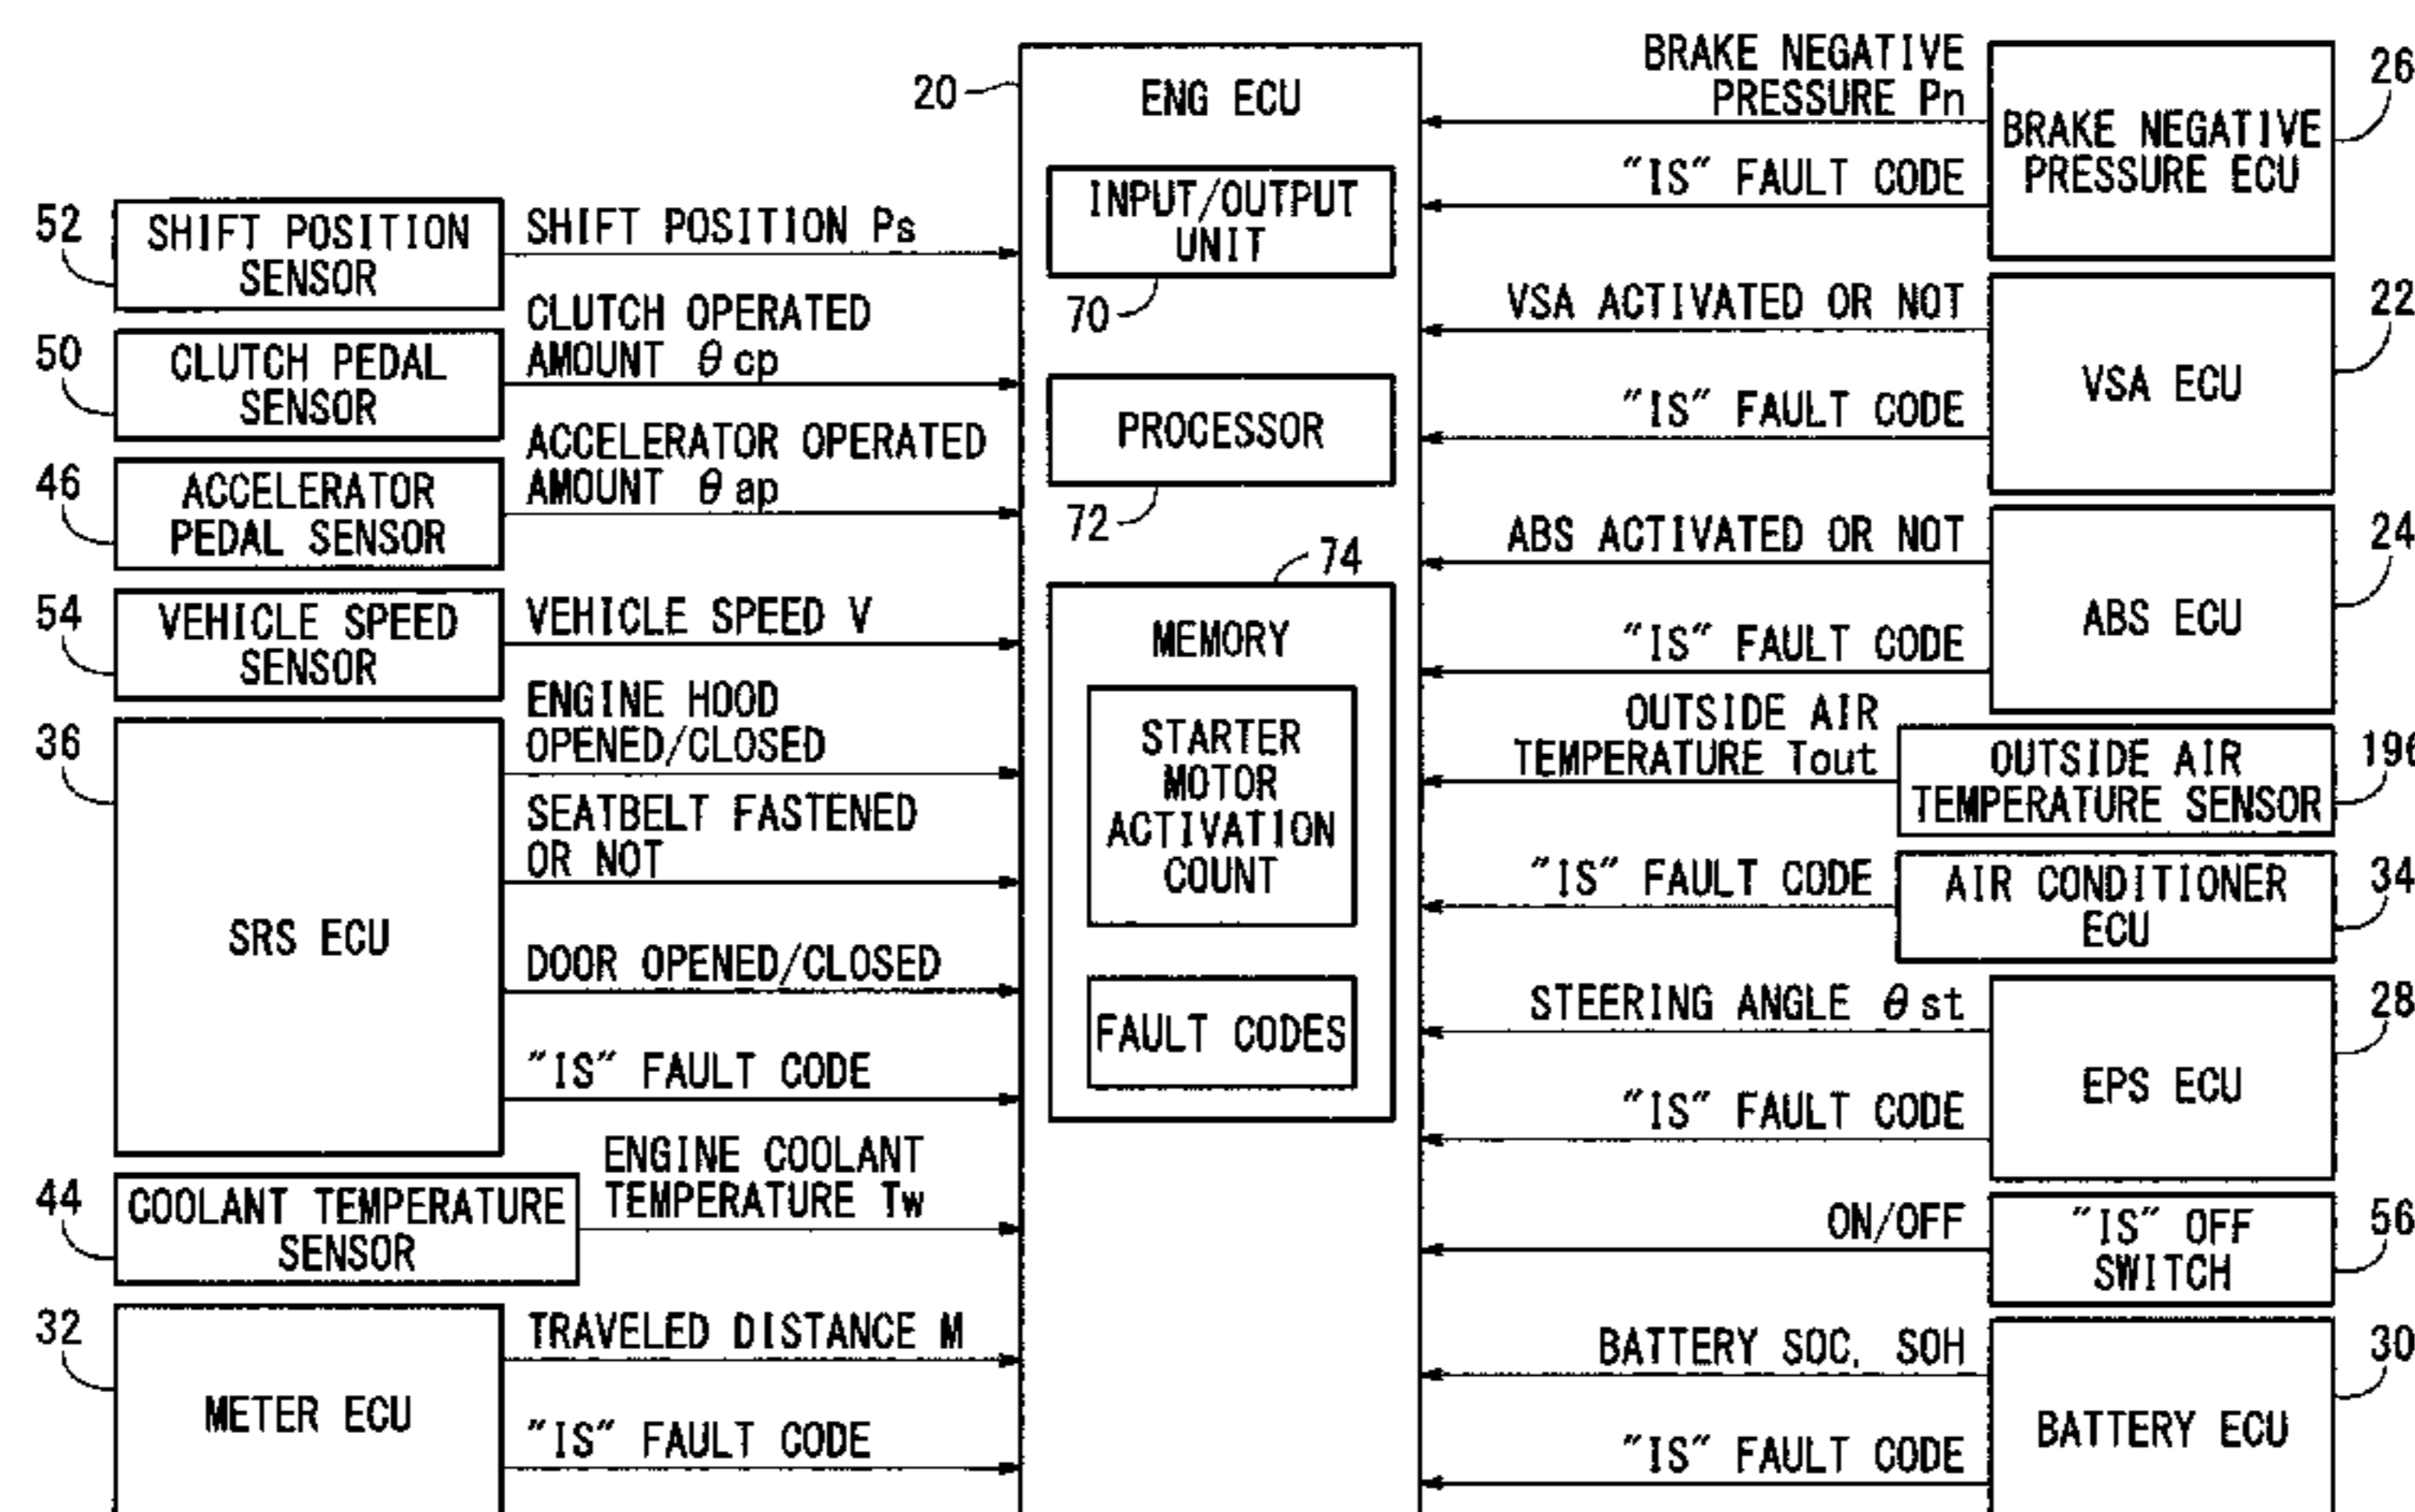 20
ENG ECU
INPUT/OUTPUT
UNIT
70
PROCESSOR
72
74
MEMORY
STARTER
MOTOR
ACTIVATION
COUNT
FAULT CODES
52
SHIFT POSITION
SENSOR
SHIFT POSITION Ps
50
CLUTCH PEDAL
SENSOR
CLUTCH OPERATED
AMOUNT θcp
46
ACCELERATOR
PEDAL SENSOR
ACCELERATOR OPERATED
AMOUNT θap
54
VEHICLE SPEED
SENSOR
VEHICLE SPEED V
36
SRS ECU
ENGINE HOOD
OPENED/CLOSED
SEATBELT FASTENED
OR NOT
DOOR OPENED/CLOSED
"IS" FAULT CODE
44
COOLANT TEMPERATURE
SENSOR
ENGINE COOLANT
TEMPERATURE Tw
32
METER ECU
TRAVELED DISTANCE M
"IS" FAULT CODE
BRAKE NEGATIVE
PRESSURE Pn
"IS" FAULT CODE
BRAKE NEGATIVE
PRESSURE ECU
26
VSA ACTIVATED OR NOT
"IS" FAULT CODE
VSA ECU
22
ABS ACTIVATED OR NOT
"IS" FAULT CODE
ABS ECU
24
OUTSIDE AIR
TEMPERATURE Tout
OUTSIDE AIR
TEMPERATURE SENSOR
196
"IS" FAULT CODE
AIR CONDITIONER
ECU
34
STEERING ANGLE θst
"IS" FAULT CODE
EPS ECU
28
ON/OFF
"IS" OFF
SWITCH
56
BATTERY SOC, SOH
"IS" FAULT CODE
BATTERY ECU
30